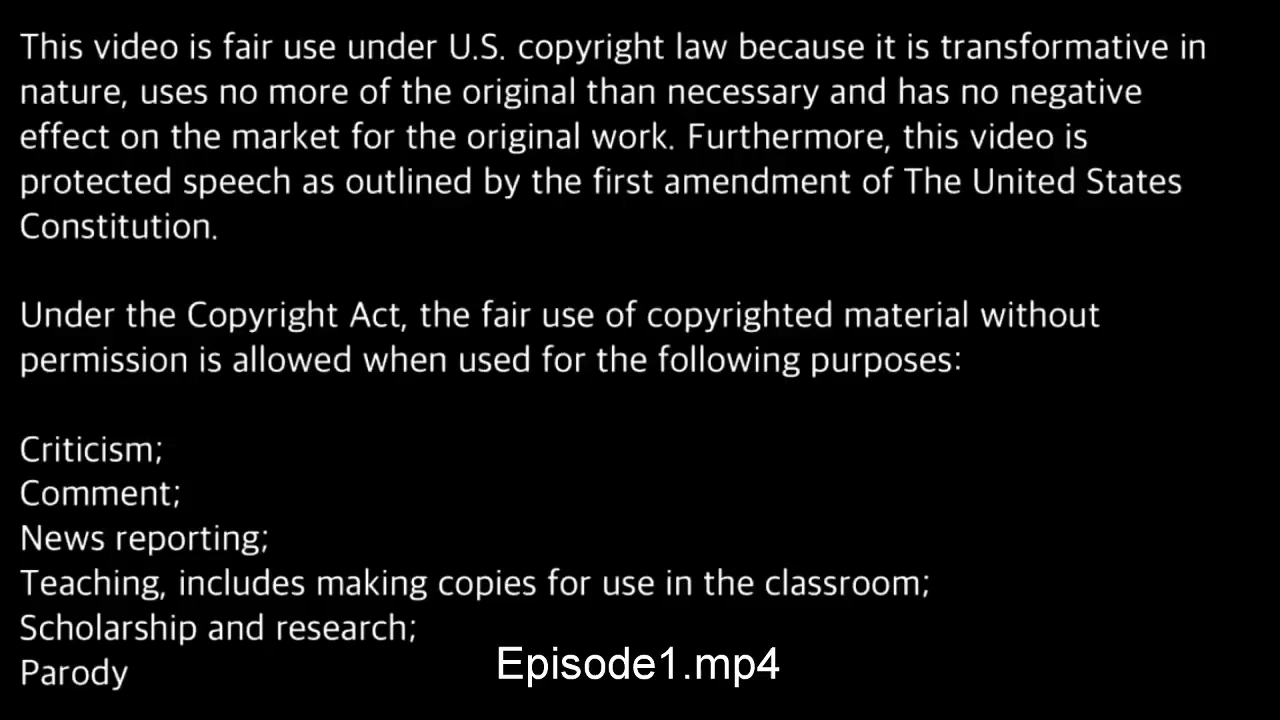 This video is fair use under U.S. copyright law because it is transformative in
nature, uses no more of the original than necessary and has no negative
effect on the market for the original work. Furthermore, this video is
protected speech as outlined by the first amendment of The United States
Constitution.
Under the Copyright Act, the fair use of copyrighted material without
permission is allowed when used for the following purposes:
Criticism;
Comment;
News reporting;
Teaching, includes making copies for use in the classroom;
Scholarship and research;
Parody
Episode1.mp4